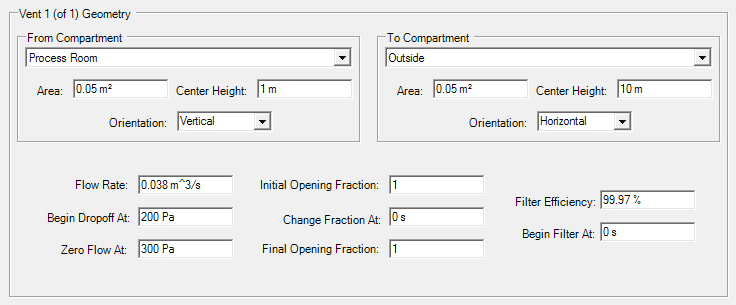 Vent 1 (of 1) Geometry
From Compartment
Process Room
Area: 0.05 m² Center Height: 1 m
Orientation: Vertical
To Compartment
Outside
Area: 0.05 m² Center Height: 10 m
Orientation: Horizontal
Flow Rate: 0.038 m^3/s
Begin Dropoff At: 200 Pa
Zero Flow At: 300 Pa
Initial Opening Fraction: 1
Change Fraction At: 0 s
Final Opening Fraction: 1
Filter Efficiency: 99.97 %
Begin Filter At: 0 s